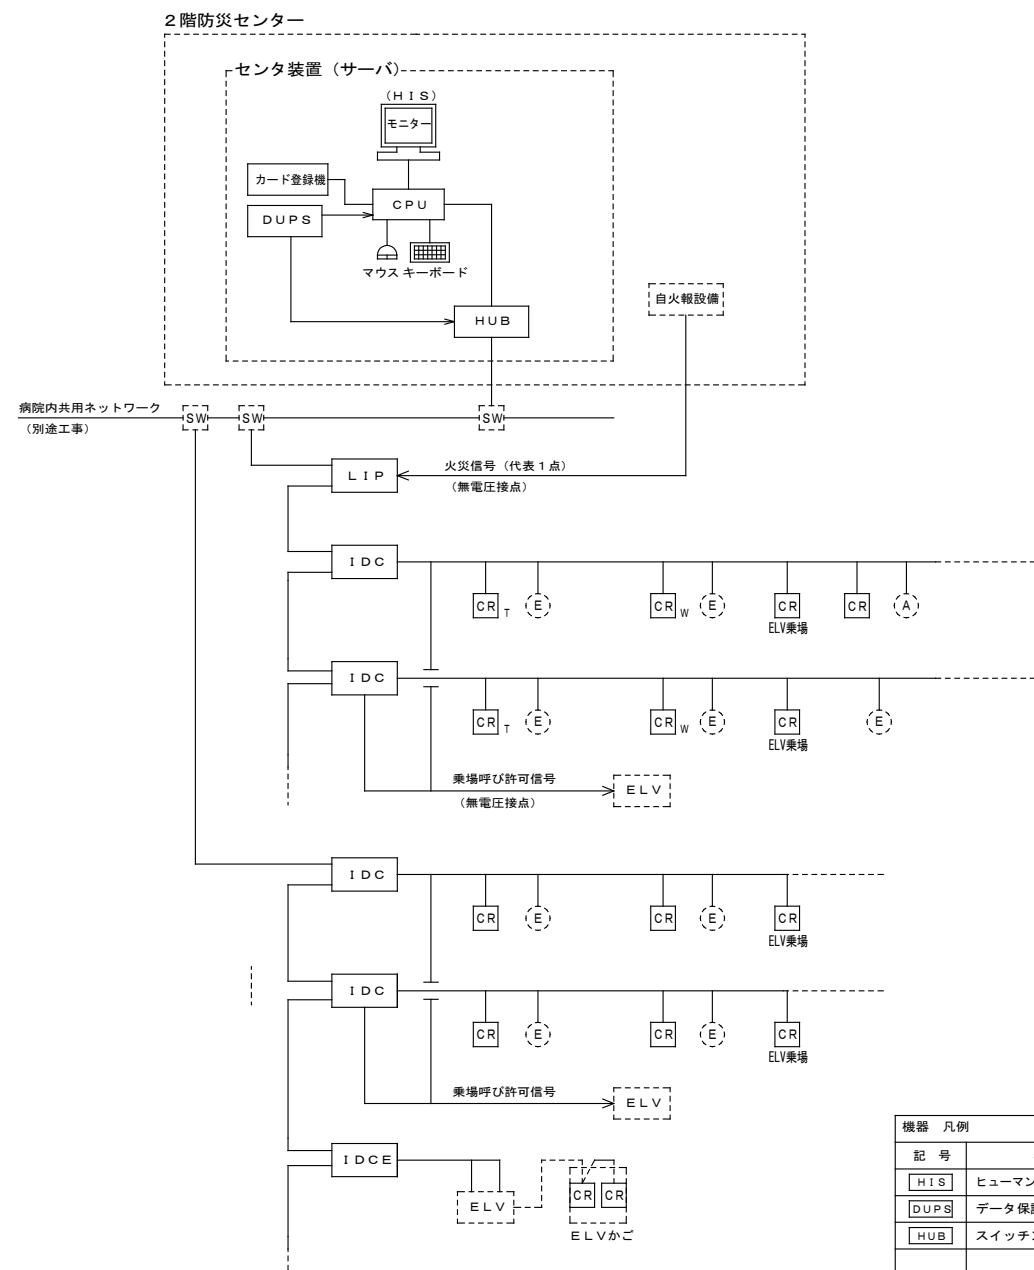 ２階防災センター
センタ装置（サーバ）
（ＨＩＳ）
モニター
カード登録機
ＣＰＵ
ＤＵＰＳ
マウス キーボード
自火報設備
ＨＵＢ
病院内共用ネットワーク
（別途工事）
SW SW SW
ＬＩＰ
火災信号（代表１点）
（無電圧接点）
ＩＤＣ
CR T E CR W E CR CR A
ELV乗場
ＩＤＣ
CR T E CR W E CR E
ELV乗場
乗場呼び許可信号
（無電圧接点）
ＥＬＶ
ＩＤＣ
CR E CR E CR
ELV乗場
ＩＤＣ
CR E CR E CR
ELV乗場
乗場呼び許可信号
ＥＬＶ
ＩＤＣＥ
ＥＬＶ
CR CR
ＥＬＶかご
機器　凡例
記　号
ＨＩＳ ヒューマン
DUPS データ保
ＨＵＢ スイッチ